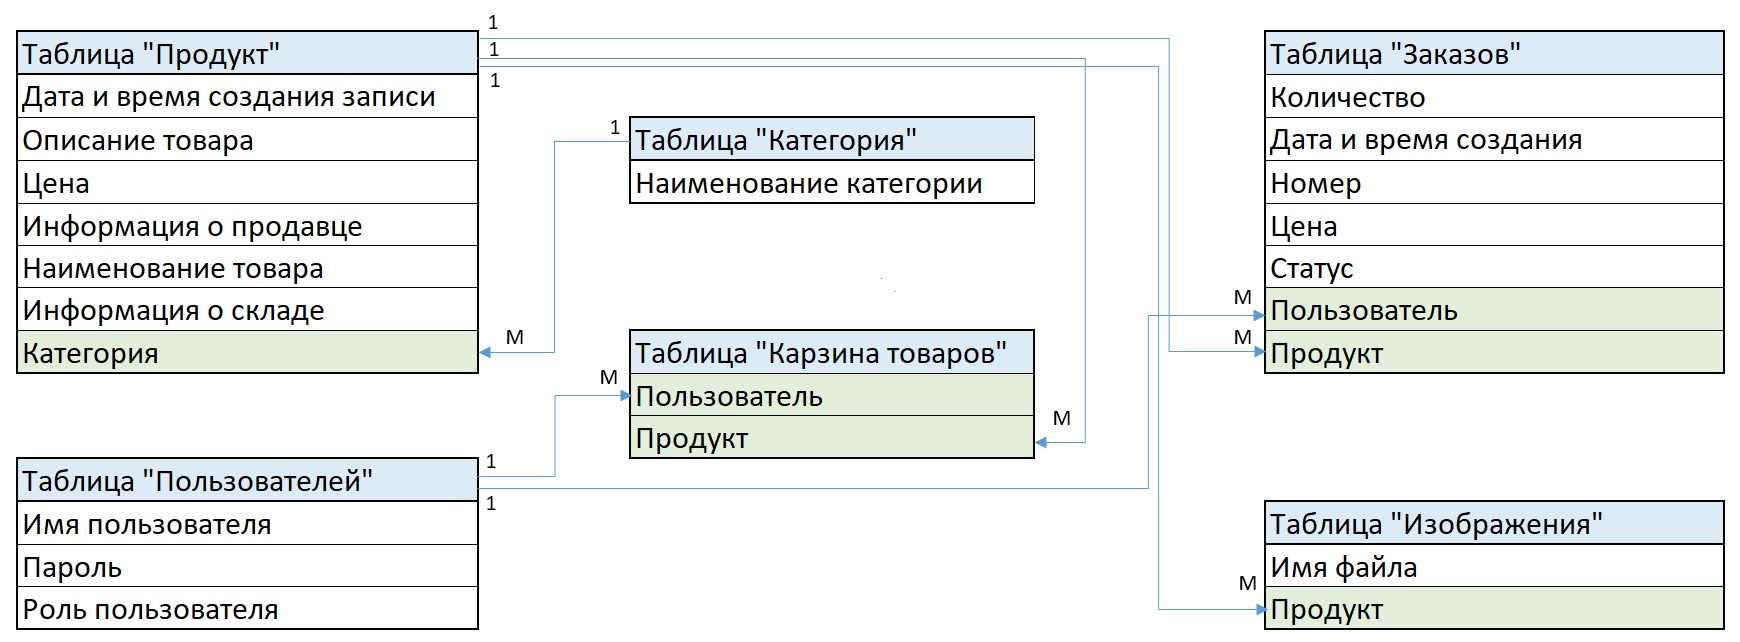 Таблица "Продукт"
Дата и время создания записи
Описание товара
Цена
Информация о продавце
Наименование товара
Информация о складе
Категория
1
1
1
М
1
Таблица "Категория"
Наименование категории
Таблица "Заказов"
Количество
Дата и время создания
Номер
Цена
Статус
Пользователь
Продукт
М
М
Таблица "Карзина товаров"
Пользователь
Продукт
М
М
Таблица "Пользователей"
Имя пользователя
Пароль
Роль пользователя
1
1
Таблица "Изображения"
Имя файла
Продукт
М